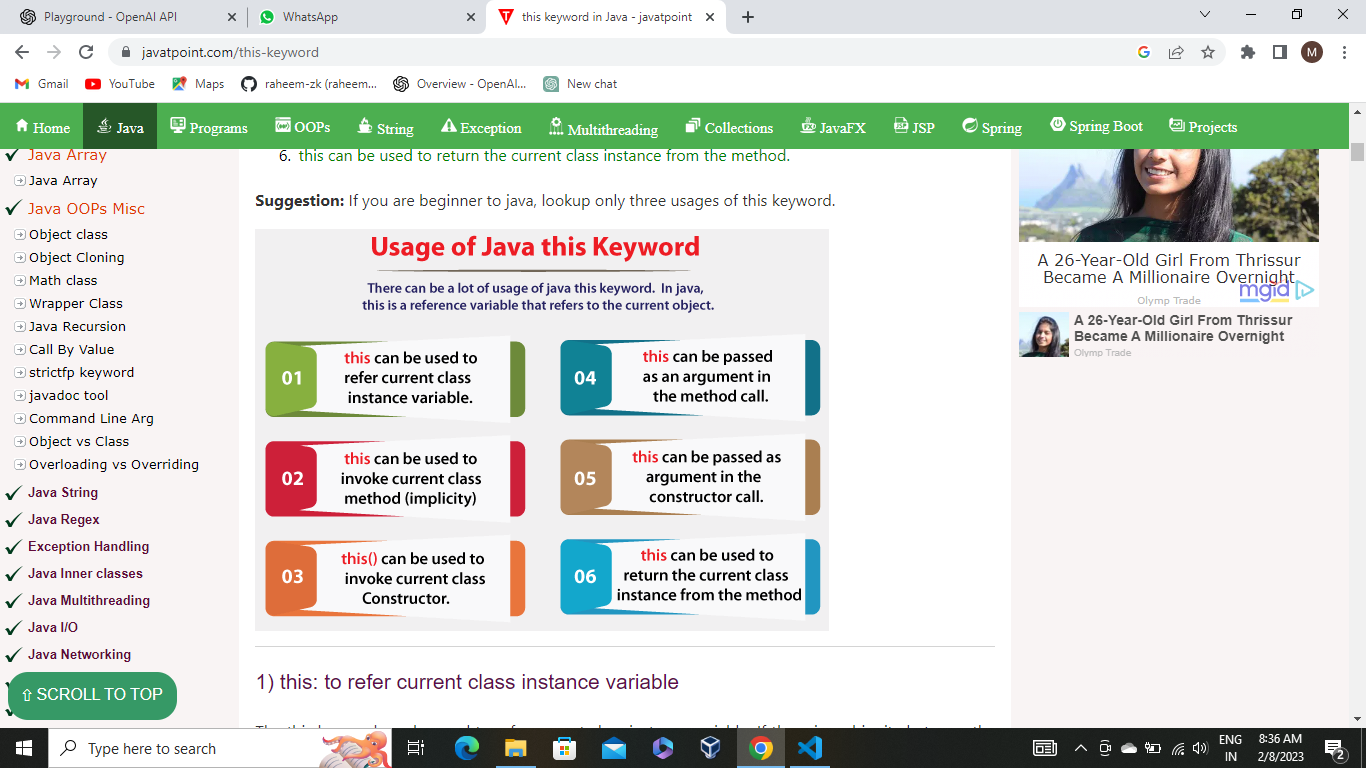 Playground - OpenAI API
WhatsApp
this keyword in Java - javatpoint
javatpoint.com/this-keyword
M
Gmail
YouTube
Maps
raheem-zk (raheem...
Overview - OpenAI...
New chat
Home
Java
Programs
OOPs
String
Exception
Multithreading
Collections
JavaFX
JSP
Spring
Spring Boot
Projects
Java Array
Java Array
Java OOPs Misc
Object class
Object Cloning
Math class
Wrapper Class
Java Recursion
Call By Value
strictfp keyword
javadoc tool
Command Line Arg
Object vs Class
Overloading vs Overriding
Java String
Java Regex
Exception Handling
Java Inner classes
Java Multithreading
Java I/O
Java Networking
⇧ SCROLL TO TOP
6. this can be used to return the current class instance from the method.
Suggestion: If you are beginner to java, lookup only three usages of this keyword.
Usage of Java this Keyword
There can be a lot of usage of java this keyword. In java,
this is a reference variable that refers to the current object.
01
this can be used to
refer current class
instance variable.
02
this can be used to
invoke current class
method (implicity)
03
this() can be used to
invoke current class
Constructor.
04
this can be passed
as an argument in
the method call.
05
this can be passed as
argument in the
constructor call.
06
this can be used to
return the current class
instance from the method
1) this: to refer current class instance variable
A 26-Year-Old Girl From Thrissur
Became A Millionaire Overnight
Olymp Trade
mgid
A 26-Year-Old Girl From Thrissur
Became A Millionaire Overnight
Olymp Trade
Type here to search
ENG
IN
8:36 AM
2/8/2023
2